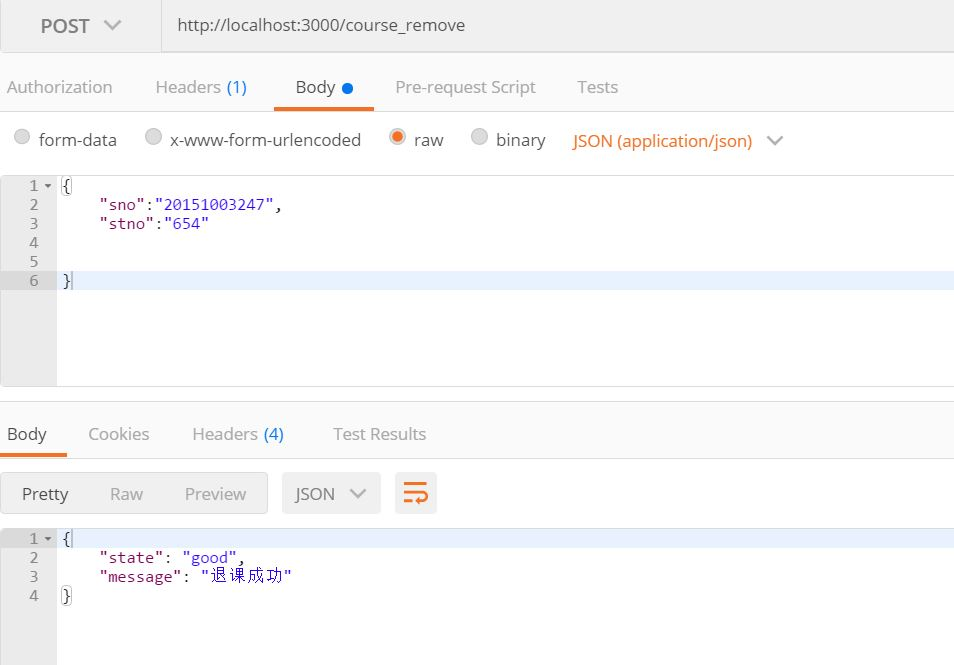 POST http://localhost:3000/course_remove
Authorization Headers (1) Body Pre-request Script Tests
form-data x-www-form-urlencoded raw binary JSON (application/json)
1 {
2 "sno":"20151003247",
3 "stno":"654"
4
5
6 }
Body Cookies Headers (4) Test Results
Pretty Raw Preview JSON
1 {
2 "state": "good",
3 "message": "退课成功"
4 }